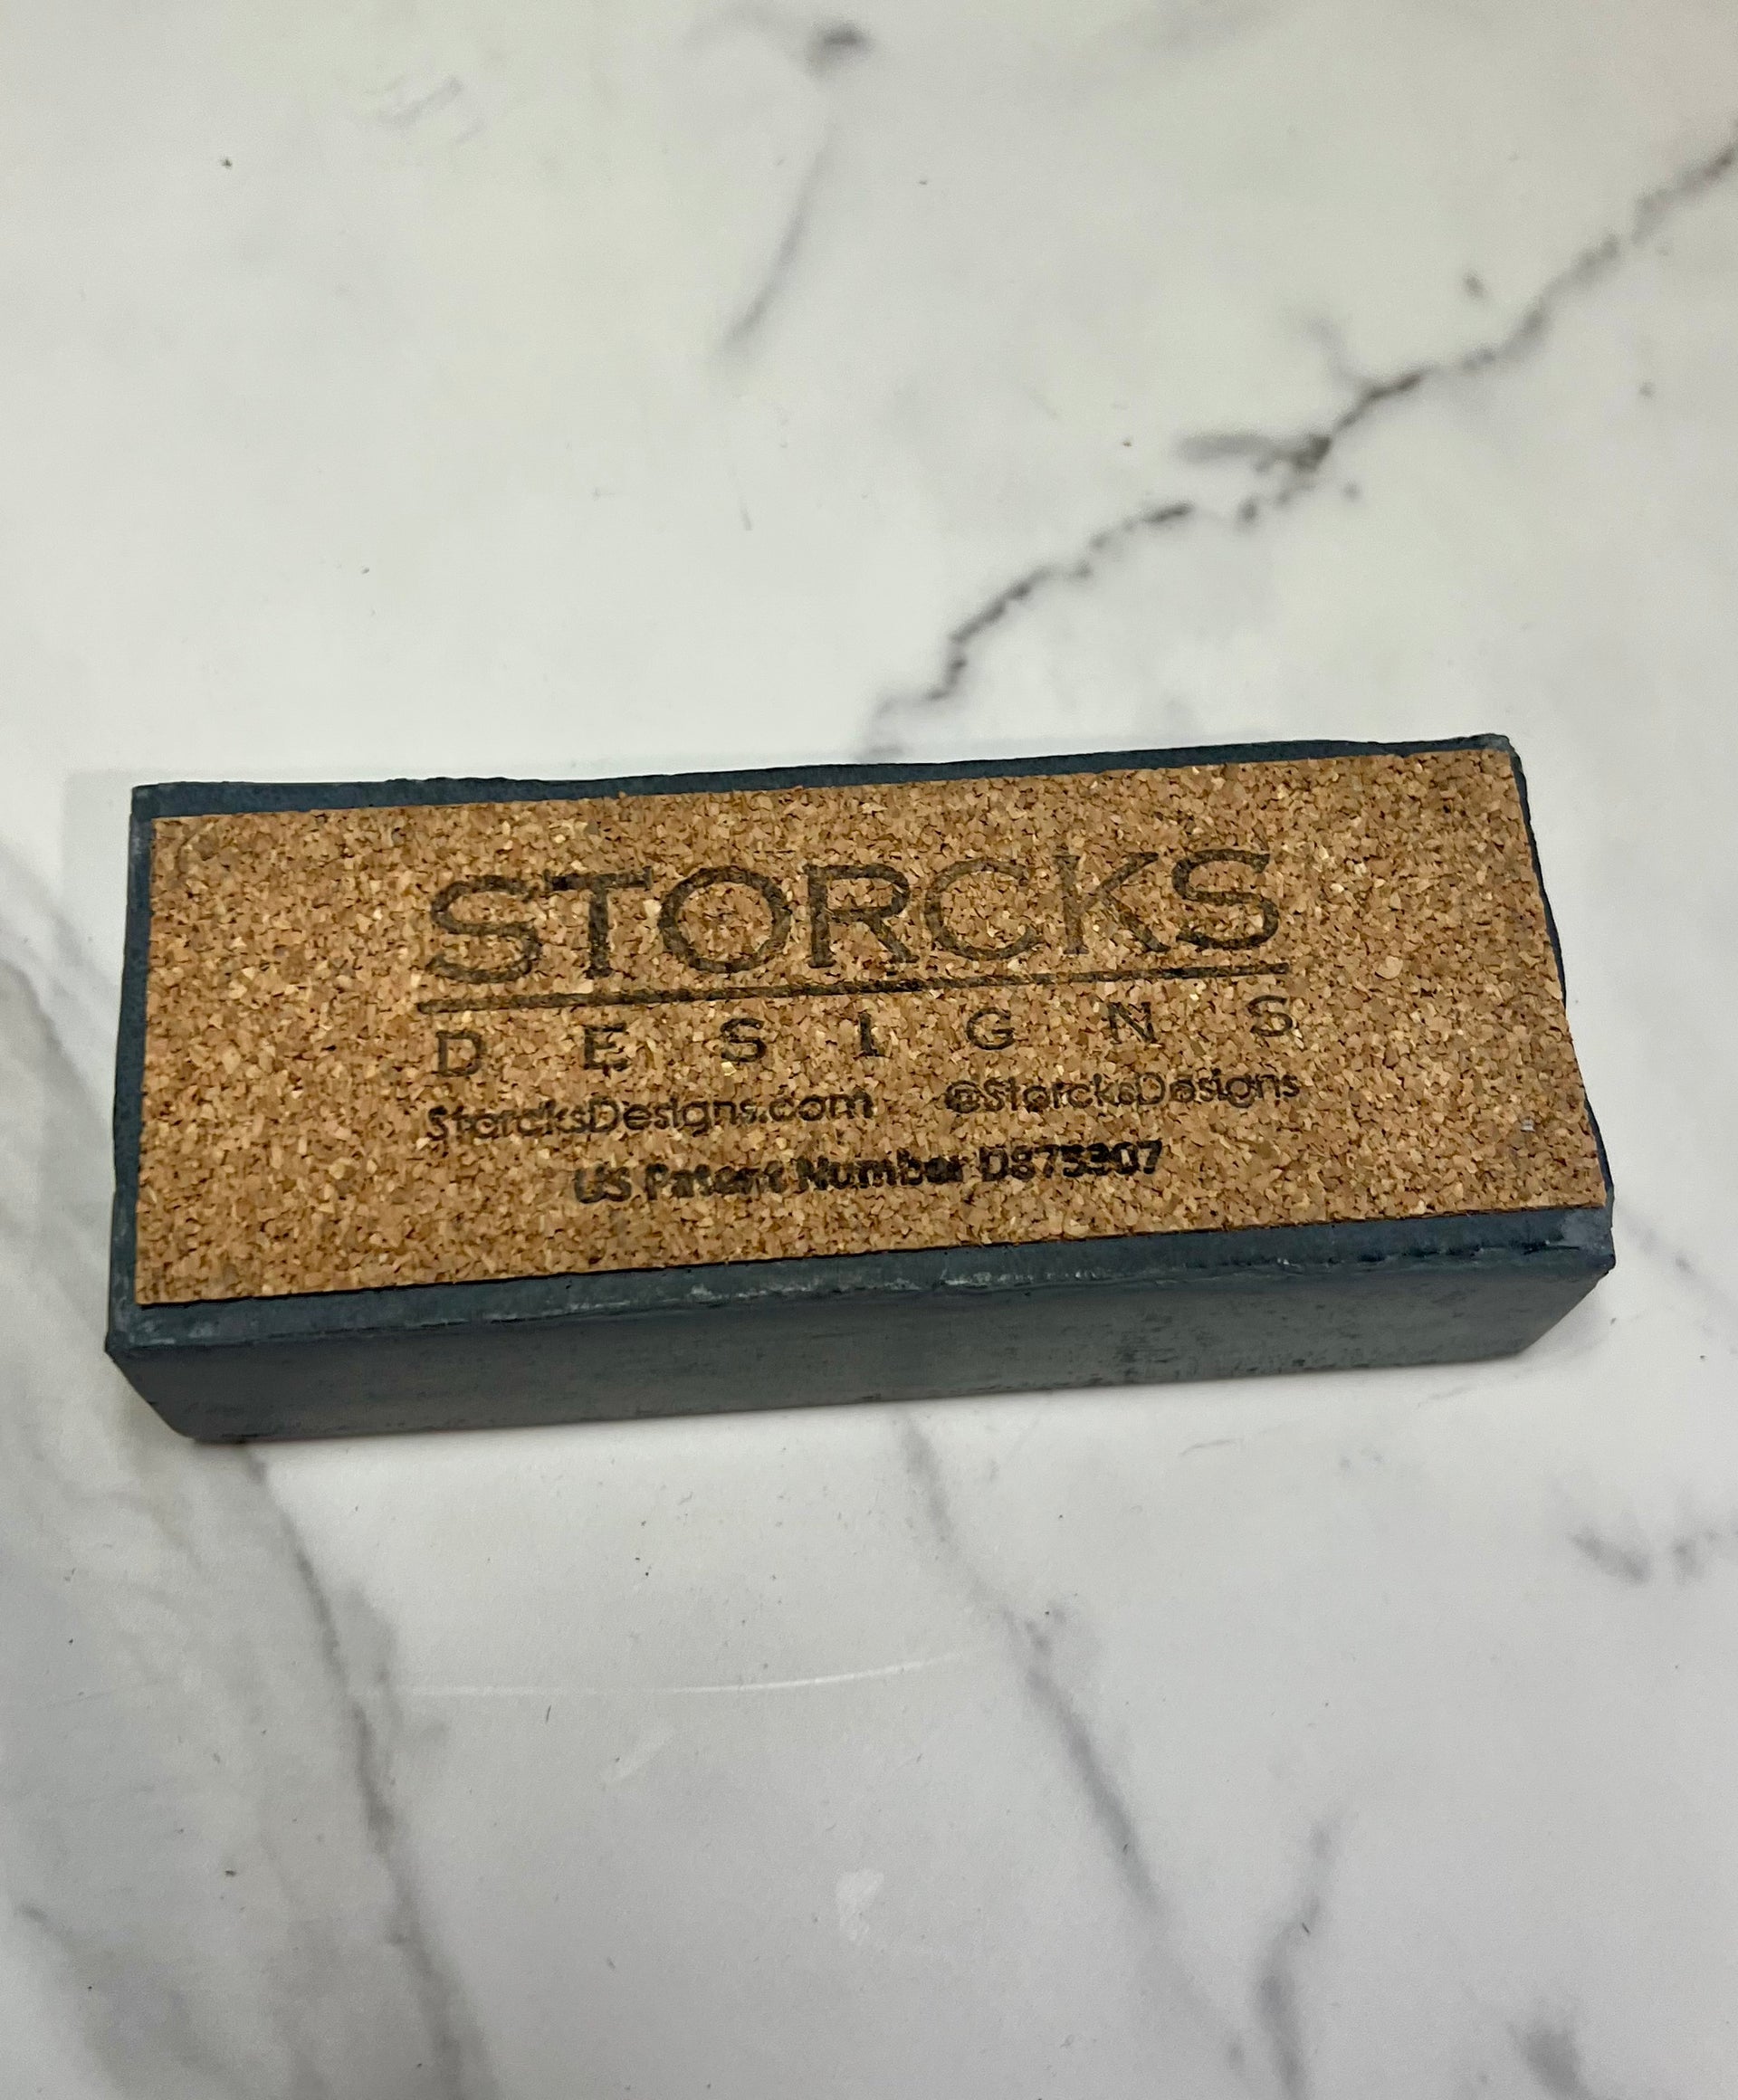 STORCKS
DESIGNS
StorcksDesigns.com @StorcksDesigns
US Patent Number D875307